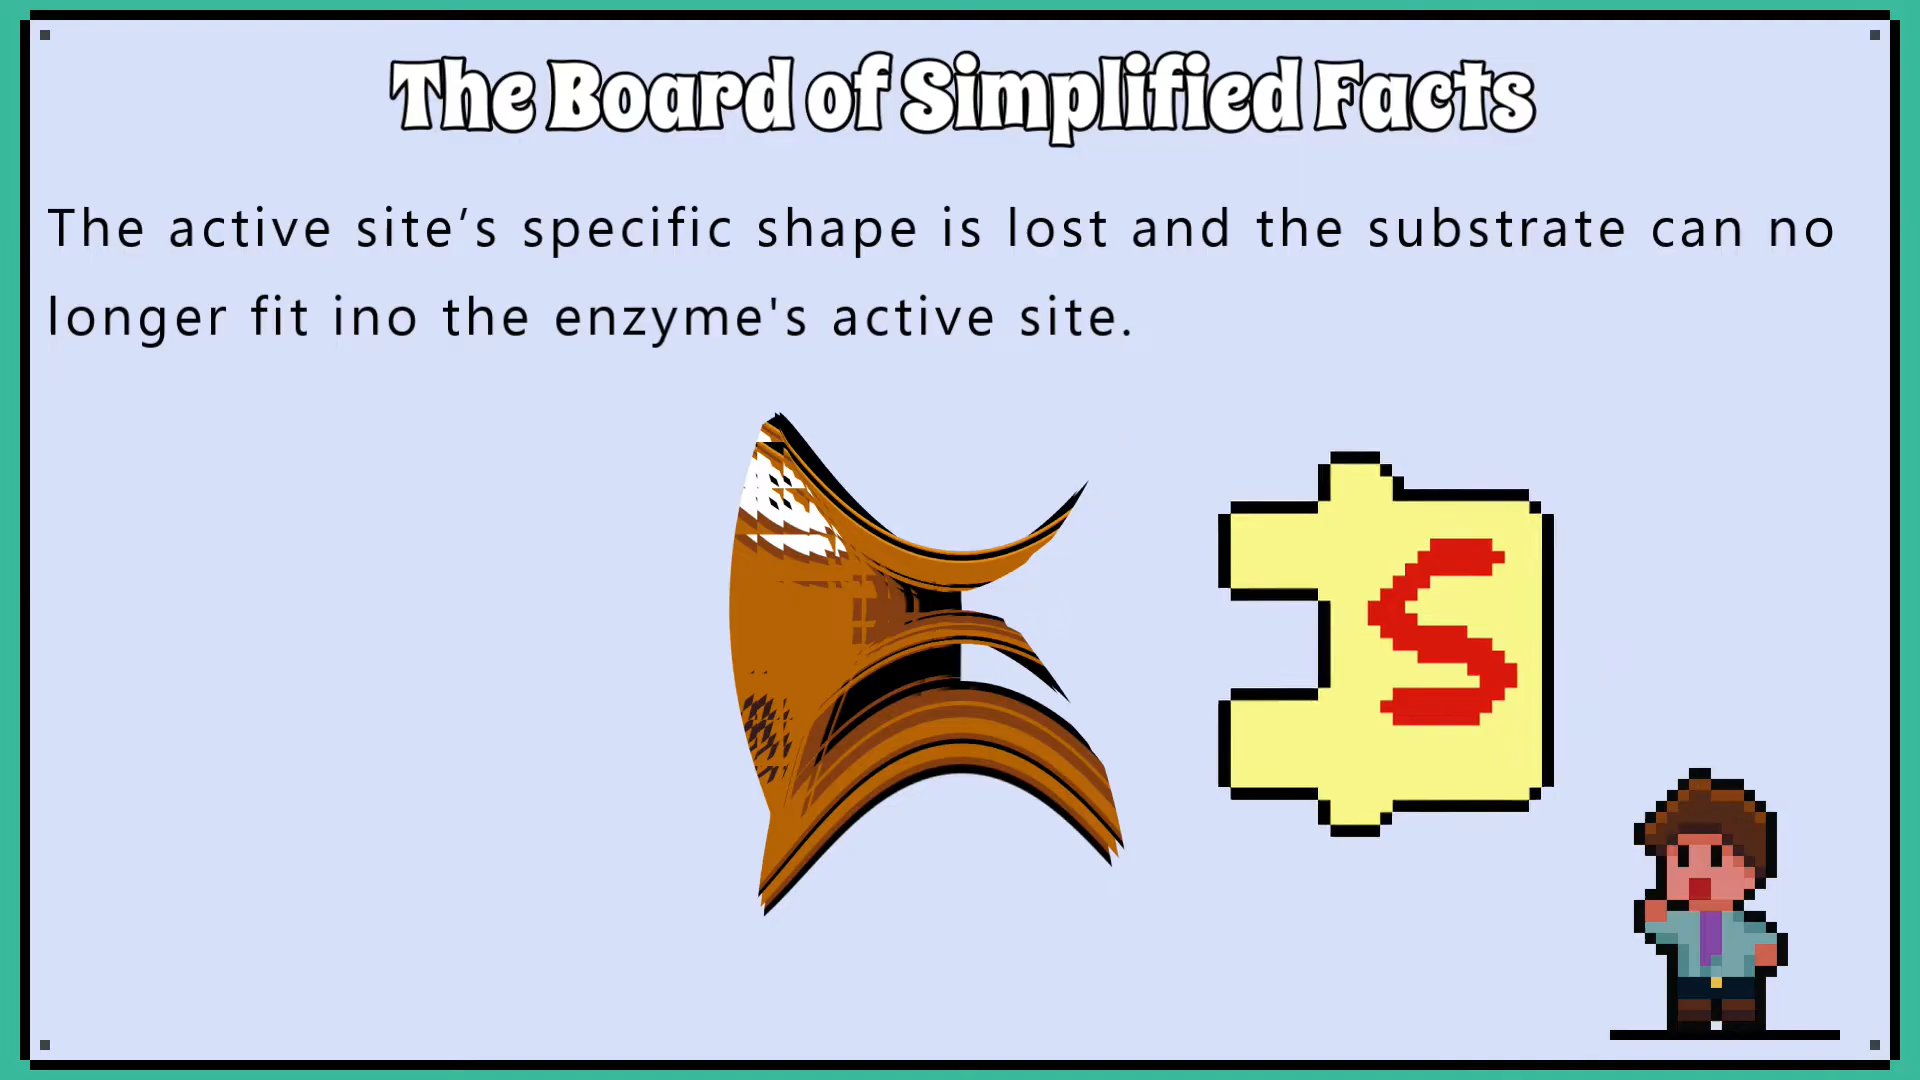 The Board of Simplified Facts
The active site’s specific shape is lost and the substrate can no
longer fit ino the enzyme's active site.
S